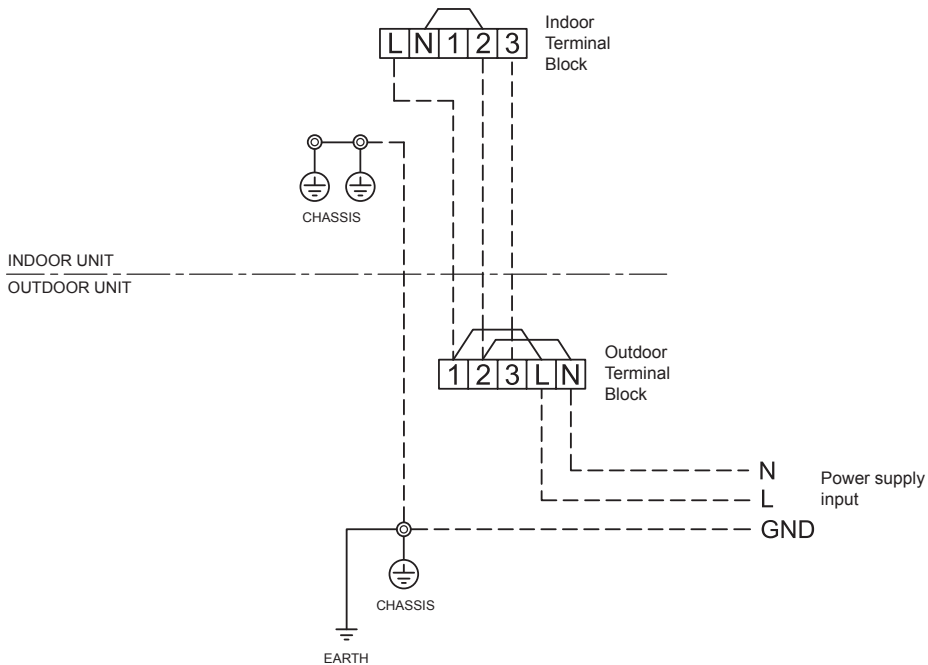 Indoor
Terminal
Block
L N 1 2 3
CHASSIS
INDOOR UNIT
OUTDOOR UNIT
Outdoor
Terminal
Block
1 2 3 L N
N
L
GND
Power supply
input
CHASSIS
EARTH